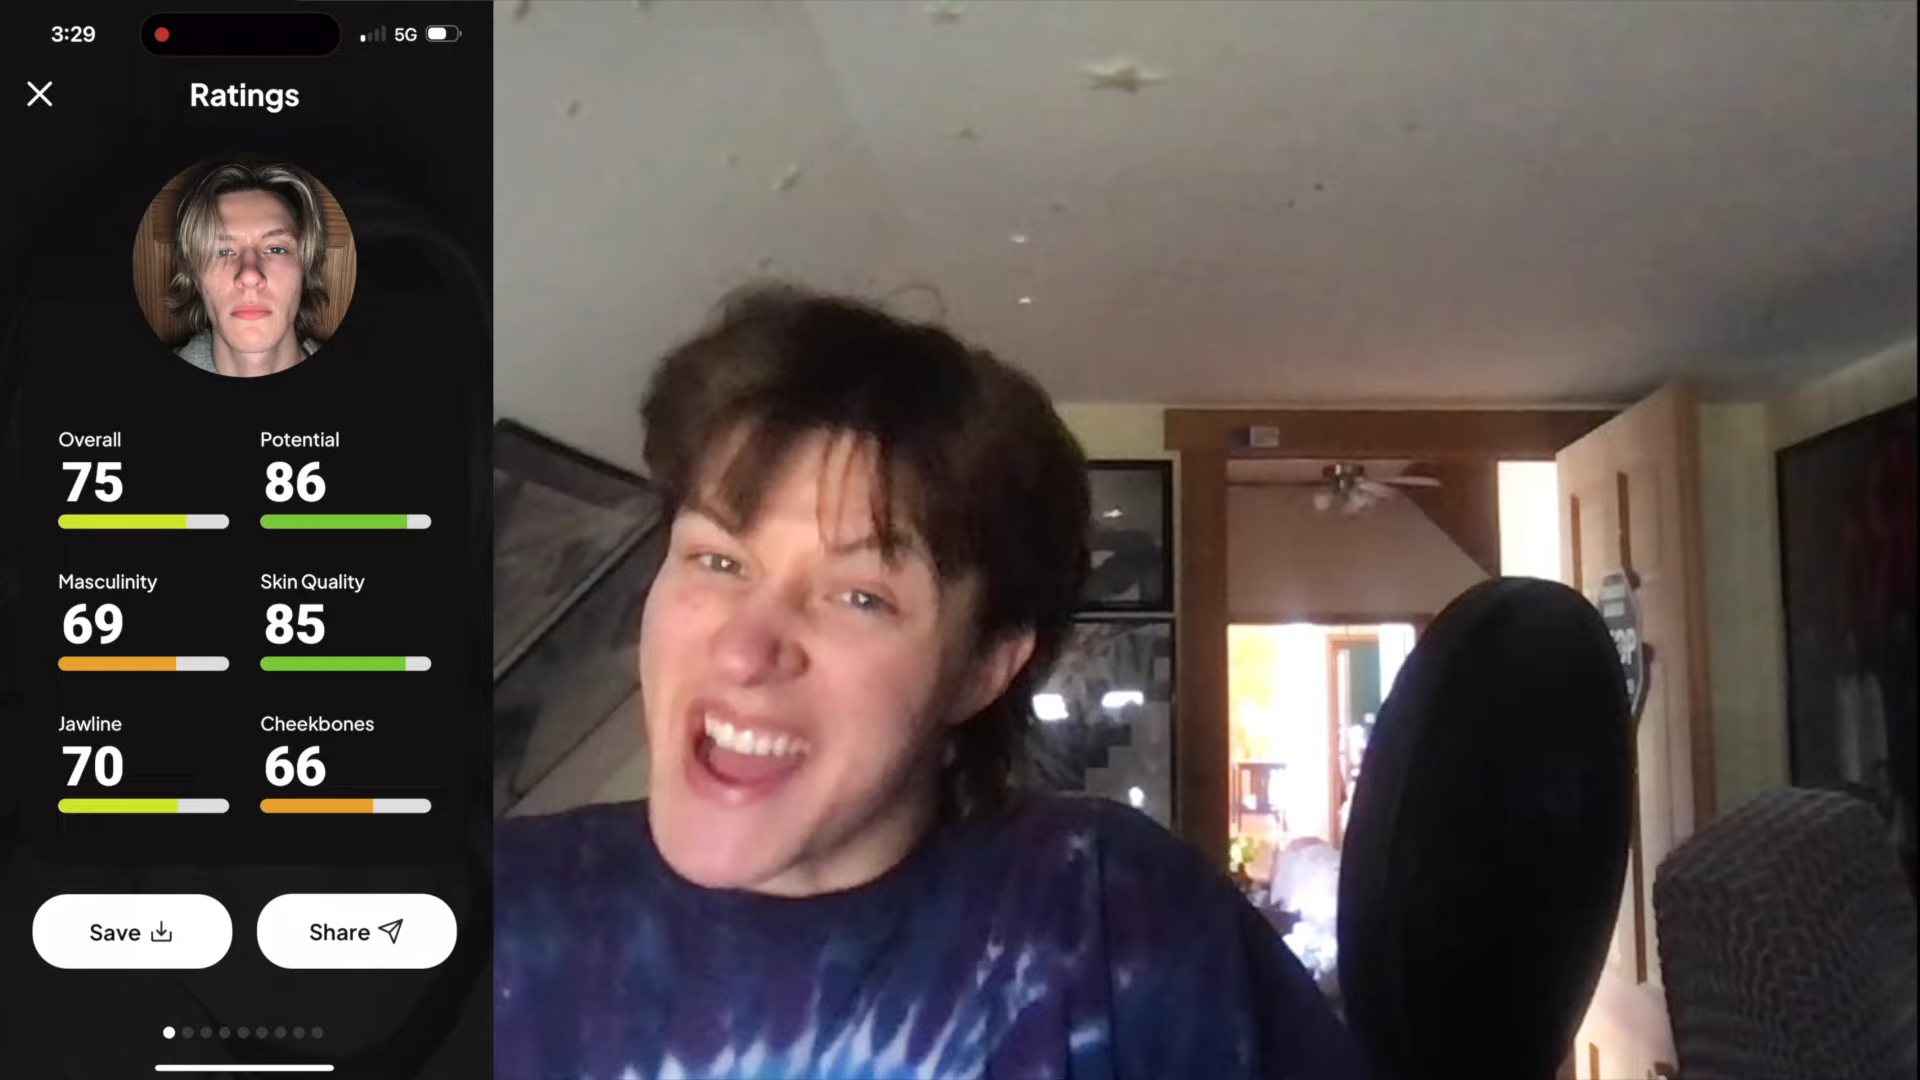 3:29
5G
Ratings
Overall
75
Potential
86
Masculinity
69
Skin Quality
85
Jawline
70
Cheekbones
66
Save
Share